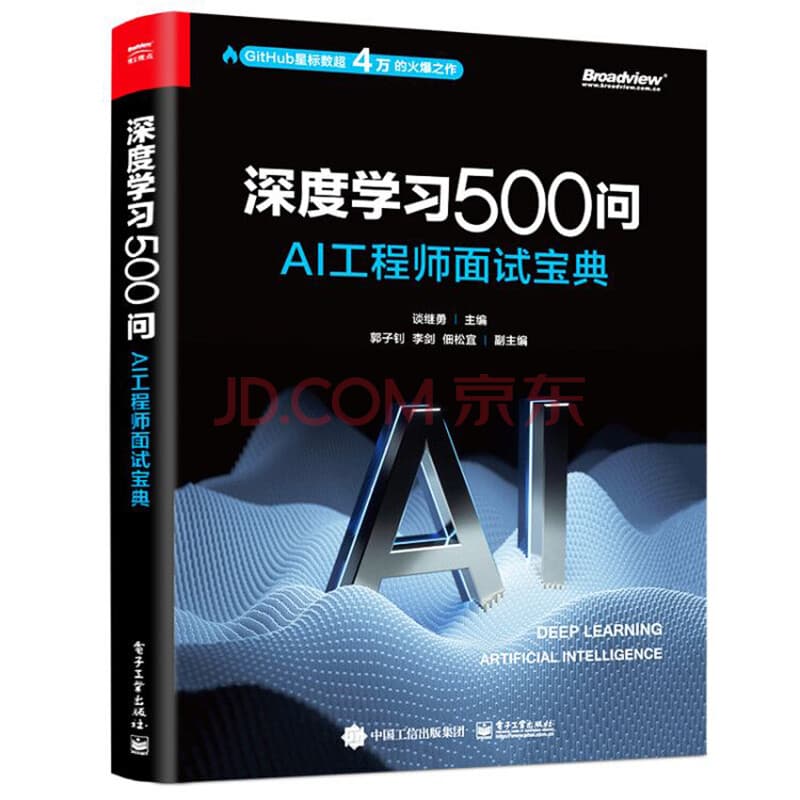 Broadview
深度学习500问
AI工程师面试宝典
电子工业出版社
GitHub星标数超4万的火爆之作
Broadview
www.broadview.com.cn
深度学习500问
AI工程师面试宝典
谈继勇 | 主编
郭子钊 李剑 佃松宜 | 副主编
JD.COM 京东
DEEP LEARNING
ARTIFICIAL INTELLIGENCE
中国工信出版集团
电子工业出版社